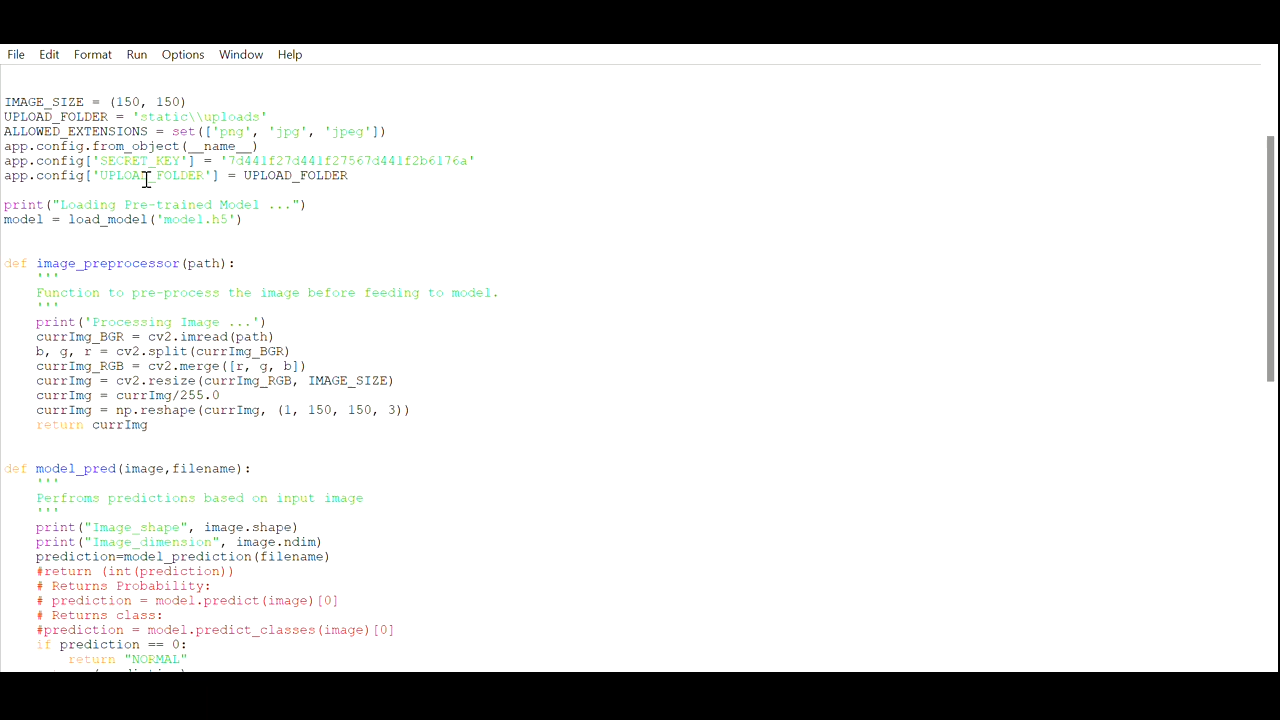 File Edit Format Run Options Window Help
IMAGE_SIZE = (150, 150)
UPLOAD_FOLDER = 'static\\uploads'
ALLOWED_EXTENSIONS = set(['png', 'jpg', 'jpeg'])
app.config.from_object(__name__)
app.config['SECRET_KEY'] = '7d441f27d441f27567d441f2b6176a'
app.config['UPLOAD_FOLDER'] = UPLOAD_FOLDER
print("Loading Pre-trained Model ...")
model = load_model('model.h5')
def image_preprocessor(path):
    '''
    Function to pre-process the image before feeding to model.
    '''
    print('Processing Image ...')
    currImg_BGR = cv2.imread(path)
    b, g, r = cv2.split(currImg_BGR)
    currImg_RGB = cv2.merge([r, g, b])
    currImg = cv2.resize(currImg_RGB, IMAGE_SIZE)
    currImg = currImg/255.0
    currImg = np.reshape(currImg, (1, 150, 150, 3))
    return currImg
def model_pred(image,filename):
    '''
    Perfroms predictions based on input image
    '''
    print("Image_shape", image.shape)
    print("Image_dimension", image.ndim)
    prediction=model_prediction(filename)
    #return (int(prediction))
    # Returns Probability:
    # prediction = model.predict(image)[0]
    # Returns class:
    #prediction = model.predict_classes(image)[0]
    if prediction == 0:
        return "NORMAL"